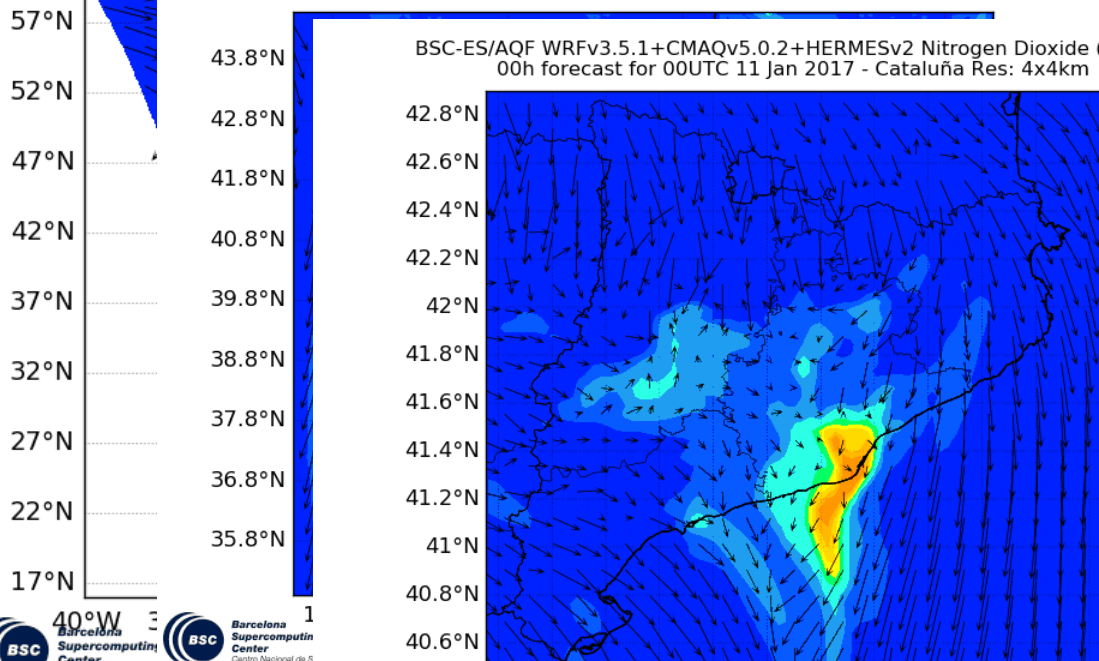 57°N
52°N
47°N
42°N
37°N
32°N
27°N
22°N
17°N
40°W
BSC
Barcelona
Supercomputing
Center
43.8°N
42.8°N
41.8°N
40.8°N
39.8°N
38.8°N
37.8°N
36.8°N
35.8°N
BSC
Barcelona
Center
Centro Nacional de
BSC-ES/AQF WRFv3.5.1+CMAQv5.0.2+HERMESv2 Nitrogen Dioxide (
00h forecast for 00UTC 11 Jan 2017 - Cataluña Res: 4x4km
42.8°N
42.6°N
42.4°N
42.2°N
42°N
41.8°N
41.6°N
41.4°N
41.2°N
41°N
40.8°N
40.6°N